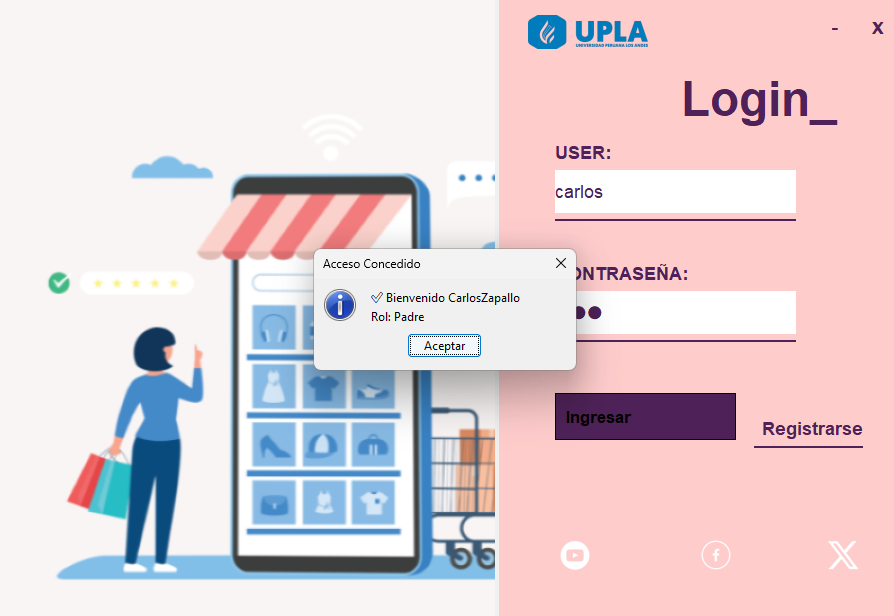 UPLA
UNIVERSIDAD PERUANA LOS ANDES
- X
Login_
USER:
carlos
Acceso Concedido
Bienvenido CarlosZapallo
Rol: Padre
Aceptar
ONTRASEÑA:
Ingresar
Registrarse